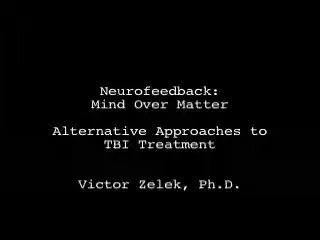 Neurofeedback:
Mind Over Matter
Alternative Approaches to
TBI Treatment
Victor Zelek, Ph.D.